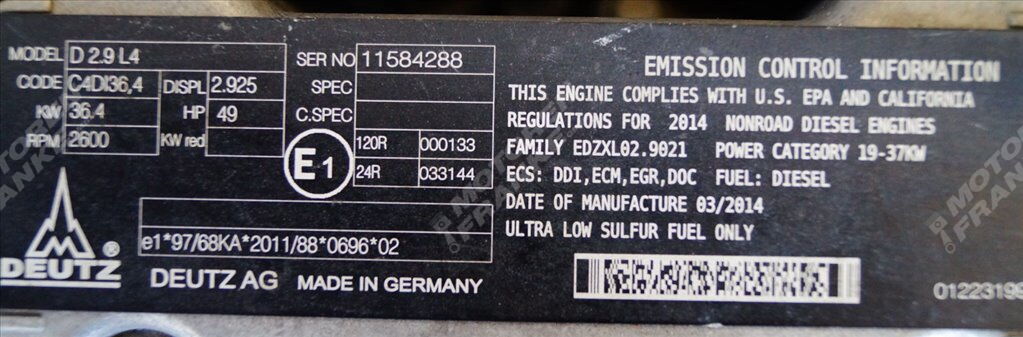 MODEL D 2.9 L4
CODE C4DI36,4 DISPL 2.925
KW 36.4 HP 49
RPM 2600 KW red
SER NO 11584288
SPEC
C.SPEC
E-1 120R 000133
24R 033144
e1*97/68KA*2011/88*0696*02
DEUTZ
DEUTZ AG MADE IN GERMANY
EMISSION CONTROL INFORMATION
THIS ENGINE COMPLIES WITH U.S. EPA AND CALIFORNIA
REGULATIONS FOR 2014 NONROAD DIESEL ENGINES
FAMILY EDZXL02.9021 POWER CATEGORY 19-37KW
ECS: DDI,ECM,EGR,DOC FUEL: DIESEL
DATE OF MANUFACTURE 03/2014
ULTRA LOW SULFUR FUEL ONLY
MOTOREN
FRANKE